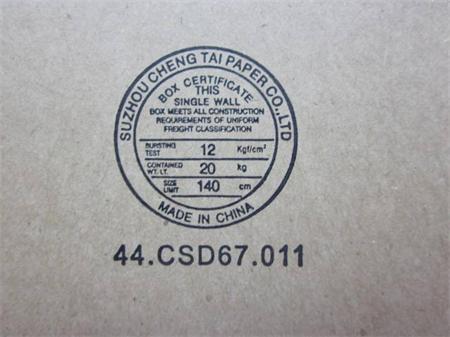 SUZHOU CHENG TAI PAPER CO.,LTD
BOX CERTIFICATE
THIS
SINGLE WALL
BOX MEETS ALL CONSTRUCTION
REQUIREMENTS OF UNIFORM
FREIGHT CLASSIFICATION
BURSTING TEST 12 Kgf/cm²
CONTAINED WT. LT. 20 kg
SIZE LIMIT 140 cm
MADE IN CHINA
44.CSD67.011